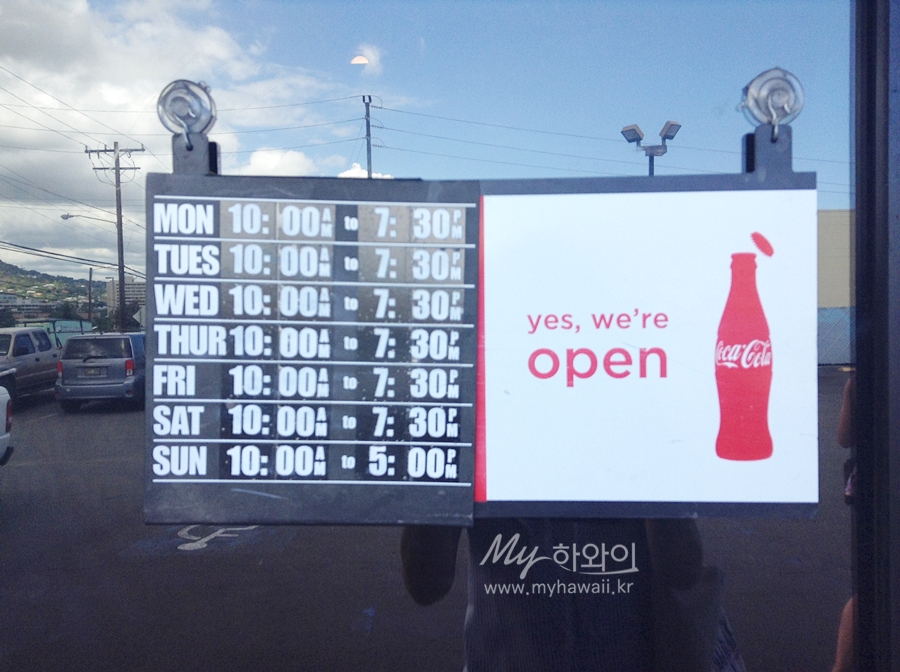 MON 10:00AM to 7:30PM
TUES 10:00AM to 7:30PM
WED 10:00AM to 7:30PM
THUR 10:00AM to 7:30PM
FRI 10:00AM to 7:30PM
SAT 10:00AM to 7:30PM
SUN 10:00AM to 5:00PM
yes, we're
open
Coca-Cola
My 하와이
www.myhawaii.kr